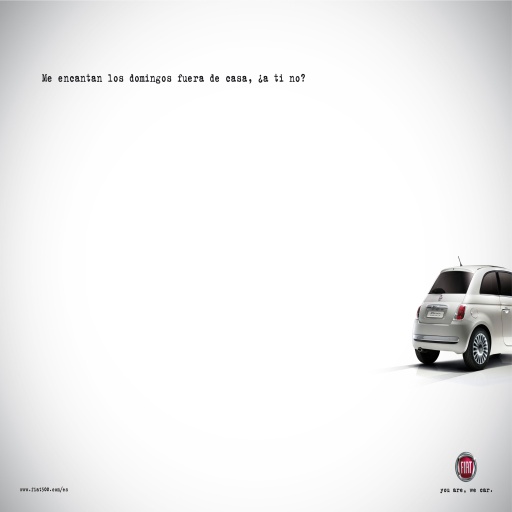 Me encantan los domingos fuera de casa, ¿a ti no?
FIAT
www.fiat500.com/es
you are, we car.